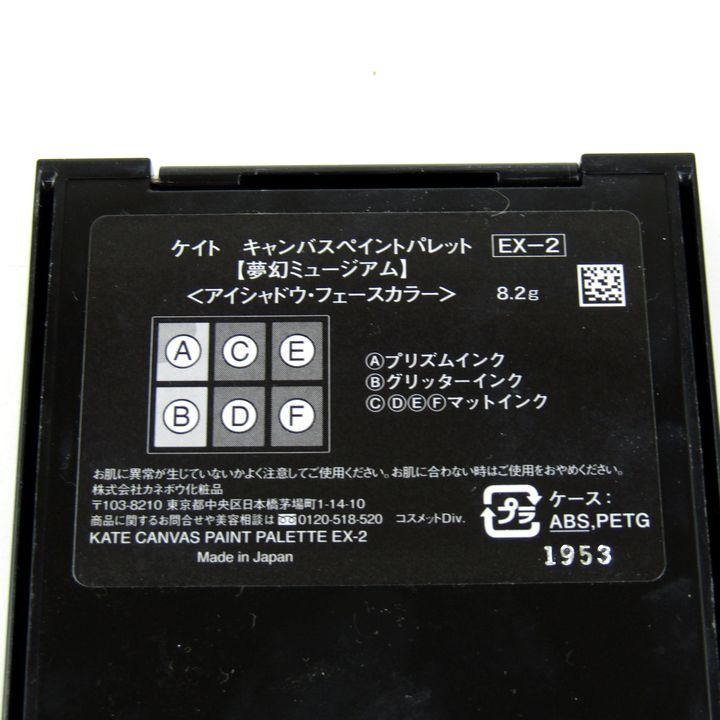 ケイト キャンバスペイントパレット EX-2
【夢幻ミュージアム】
<アイシャドウ・フェースカラー> 8.2g
A C E
B D F
Ⓐプリズムインク
Ⓑグリッターインク
ⒸⒹⒺⒻマットインク
お肌に異常が生じていないかよく注意してご使用ください。お肌に合わない時はご使用をおやめください。
株式会社カネボウ化粧品
〒103-8210 東京都中央区日本橋茅場町1-14-10
商品に関するお問合せや美容相談は 0120-518-520 コスメットDiv.
KATE CANVAS PAINT PALETTE EX-2
Made in Japan
プラ ケース:
ABS,PETG
1953